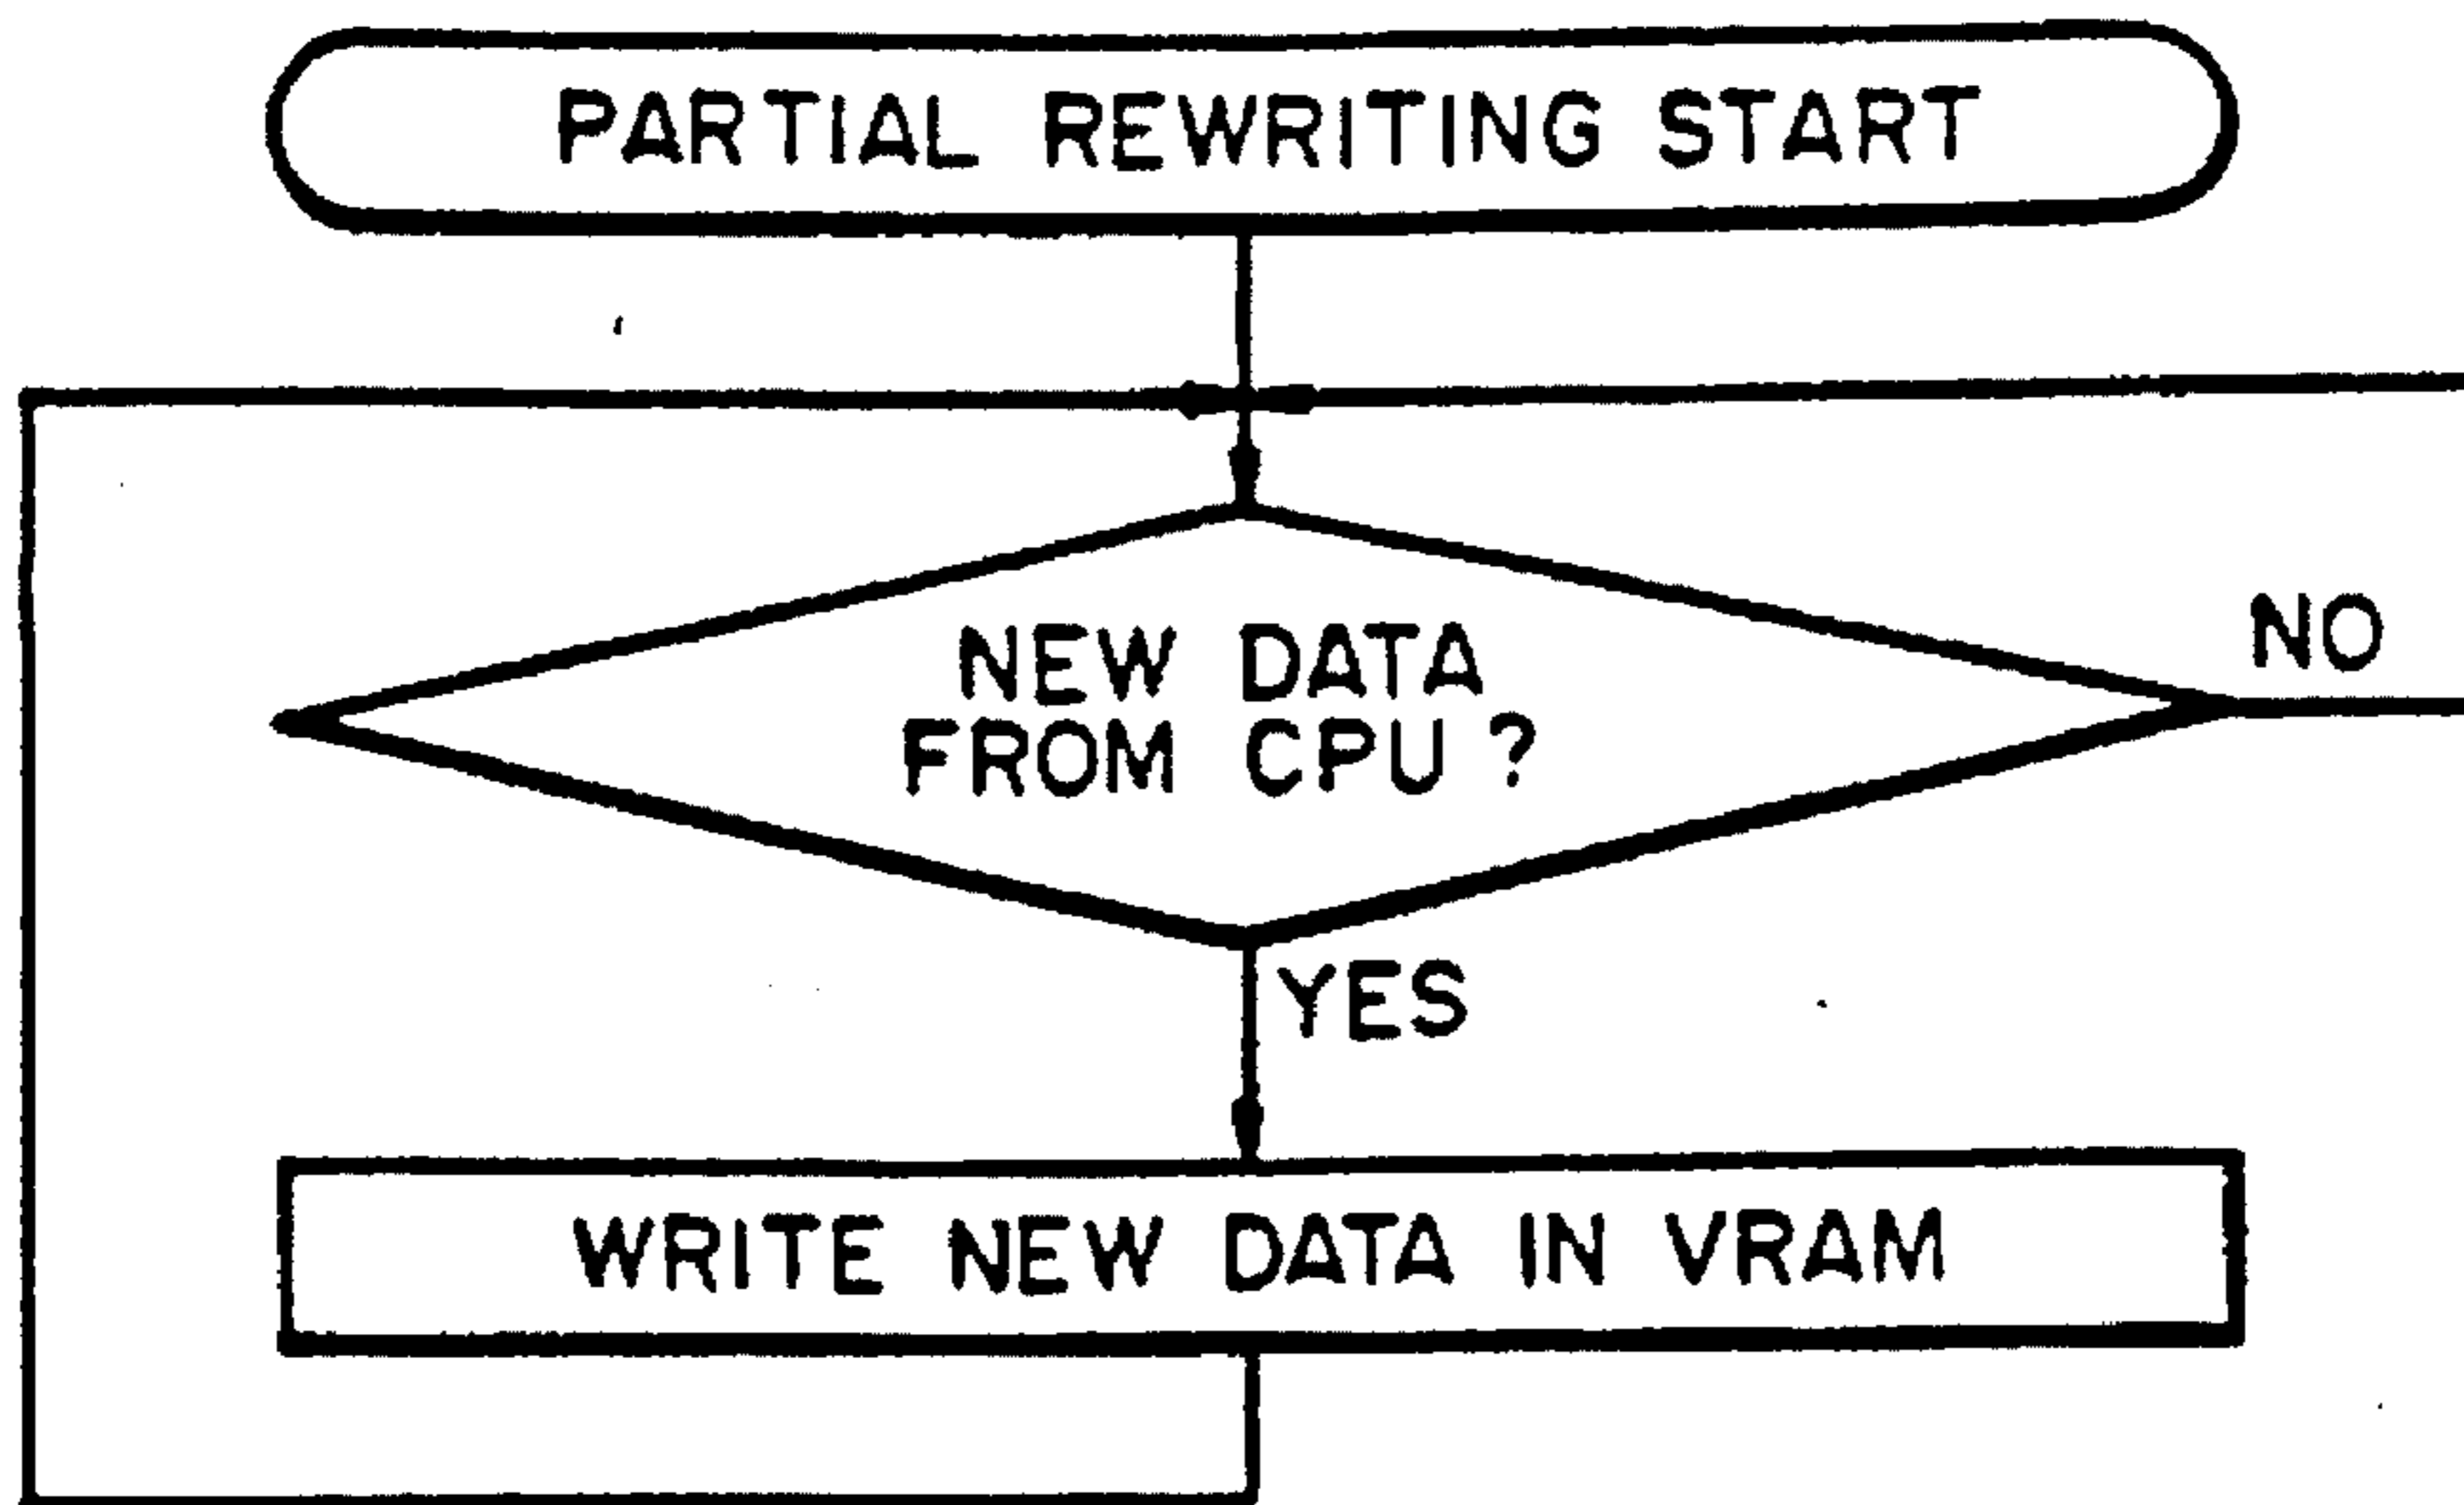 PARTIAL REWRITING START
NEW DATA
FROM CPU ?
NO
YES
WRITE NEW DATA IN VRAM